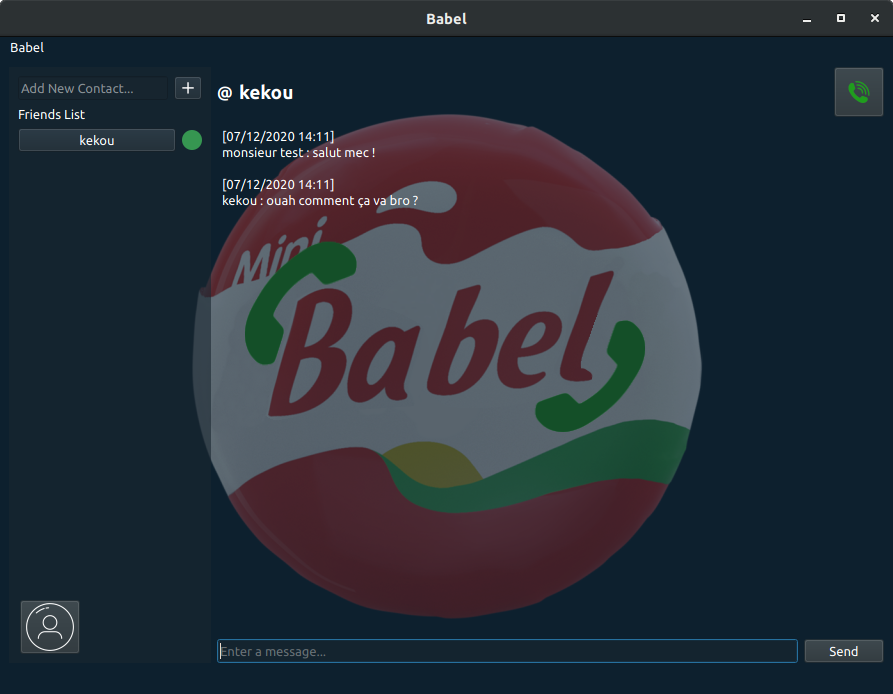 Babel
Babel
Add New Contact...
+
Friends List
kekou
@ kekou
[07/12/2020 14:11]
monsieur test : salut mec !
[07/12/2020 14:11]
kekou : ouah comment ça va bro ?
Mini
Babel
Enter a message...
Send